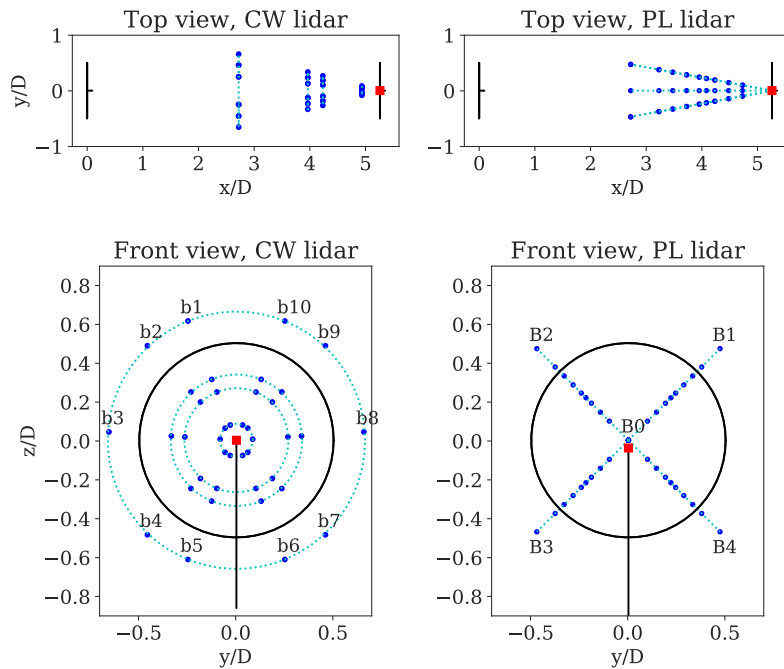 Top view, CW lidar
Top view, PL lidar
1
0
−1
y/D
0 1 2 3 4 5
x/D
1
0
−1
0 1 2 3 4 5
x/D
Front view, CW lidar
Front view, PL lidar
0.8
0.6
0.4
0.2
0.0
−0.2
−0.4
−0.6
−0.8
z/D
b1
b10
b2
b9
b3
b8
b4
b7
b5
b6
−0.5 0.0 0.5
y/D
0.8
0.6
0.4
0.2
0.0
−0.2
−0.4
−0.6
−0.8
B2
B1
B0
B3
B4
−0.5 0.0 0.5
y/D